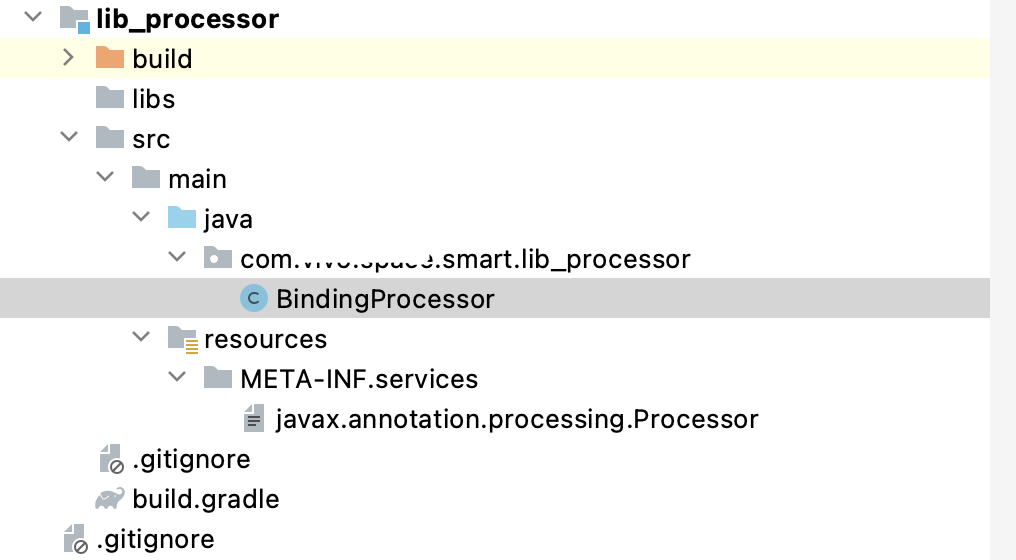 lib_processor
build
libs
src
main
java
com. .smart.lib_processor
BindingProcessor
resources
META-INF.services
javax.annotation.processing.Processor
.gitignore
build.gradle
.gitignore